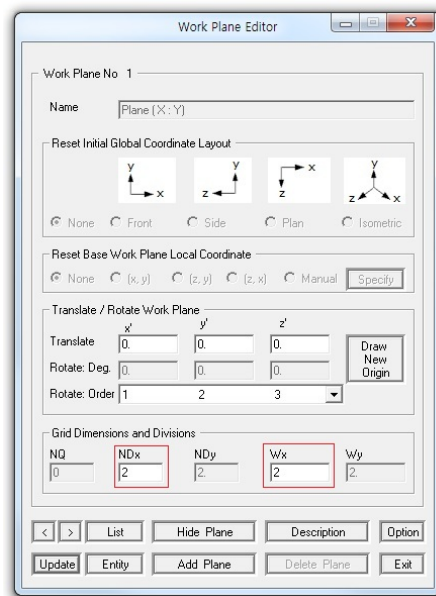 Work Plane Editor
Work Plane No 1
Name Plane ( X : Y )
Reset Initial Global Coordinate Layout
y x y z x z y z x
None Front Side Plan Isometric
Reset Base Work Plane Local Coordinate
None (x, y) (z, y) (z, x) Manual Specify
Translate / Rotate Work Plane
x' y' z'
Translate 0. 0. 0. Draw New Origin
Rotate: Deg. 0. 0. 0.
Rotate: Order 1 2 3
Grid Dimensions and Divisions
NQ NDx NDy Wx Wy
0 2 2. 2 2.
< > List Hide Plane Description Option
Update Entity Add Plane Delete Plane Exit